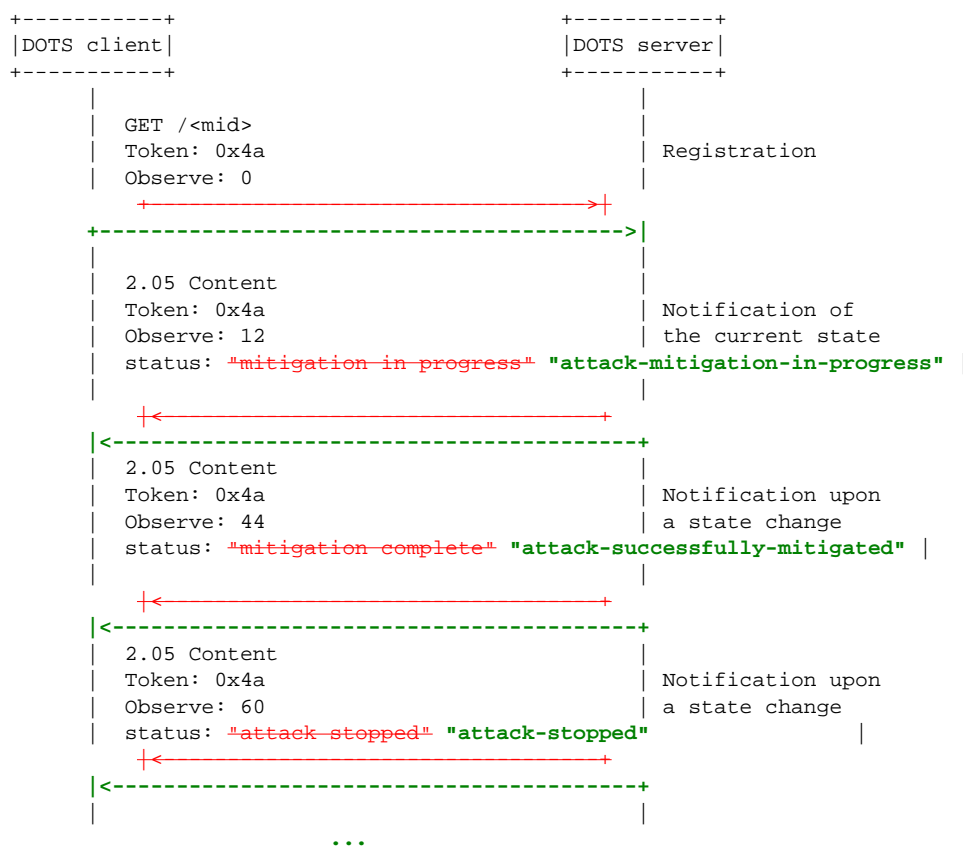 +-----------+                              +-----------+
|DOTS client|                              |DOTS server|
+-----------+                              +-----------+
| |
| GET /<mid> |
| Token: 0x4a | Registration
| Observe: 0 |
+----------------------------------->|
+----------------------------------------->|
| |
| 2.05 Content |
| Token: 0x4a | Notification of
| Observe: 12 | the current state
| status: "mitigation in progress" "attack-mitigation-in-progress" |
| |
|<-----------------------------------+
|<-----------------------------------------+
| 2.05 Content |
| Token: 0x4a | Notification upon
| Observe: 44 | a state change
| status: "mitigation complete" "attack-successfully-mitigated" |
| |
|<-----------------------------------+
|<-----------------------------------------+
| 2.05 Content |
| Token: 0x4a | Notification upon
| Observe: 60 | a state change
| status: "attack stopped" "attack-stopped" |
|<-----------------------------------+
|<-----------------------------------------+
| |
...